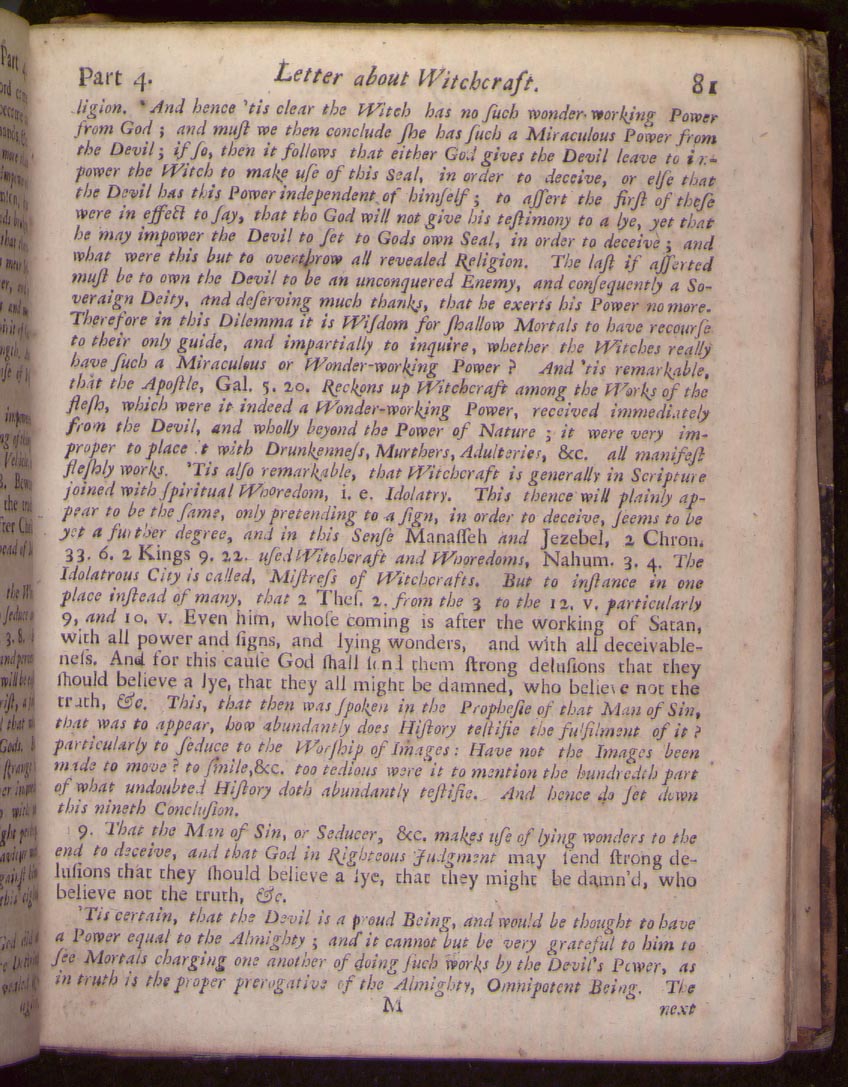 Part 4. Letter about Witchcraft. 81
ligion. And hence 'tis clear the Witch has no ſuch wonder-working Power
from God ; and muſt we then conclude ſhe has ſuch a Miraculous Power from
the Devil ; if ſo, then it follows that either God gives the Devil leave to im-
power the Witch to make uſe of this Seal, in order to deceive, or elſe that
the Devil has this Power independent of himſelf ; to aſſert the firſt of theſe
were in effect to ſay, that tho God will not give his teſtimony to a lye, yet that
he may impower the Devil to ſet to Gods own Seal, in order to deceive ; and
what were this but to overthrow all revealed Religion. The laſt if aſſerted
muſt be to own the Devil to be an unconquered Enemy, and conſequently a So-
veraign Deity, and deſerving much thanks, that he exerts his Power no more.
Therefore in this Dilemma it is Wiſdom for ſhallow Mortals to have recourſe
to their only guide, and impartially to inquire, whether the Witches really
have ſuch a Miraculous or Wonder-working Power ? And 'tis remarkable,
that the Apoſtle, Gal. 5. 20. Reckons up Witchcraft among the Works of the
fleſh, which were it indeed a Wonder-working Power, received immediately
from the Devil, and wholly beyond the Power of Nature ; it were very im-
proper to place it with Drunkenneſs, Murthers, Adulteries, &c. all manifeſt
fleſhly works. 'Tis alſo remarkable, that Witchcraft is generally in Scripture
joined with ſpiritual Whoredom, i. e. Idolatry. This thence will plainly ap-
pear to be the ſame, only pretending to a ſign, in order to deceive, ſeems to be
yet a further degree, and in this Senſe Manaſſeh and Jezebel, 2 Chron.
33. 6. 2 Kings 9. 22. uſed Witchcraft and Whoredoms, Nahum. 3. 4. The
Idolatrous City is called, Miſtreſs of Witchcrafts. But to inſtance in one
place inſtead of many, that 2 Theſ. 2. from the 3 to the 12. v. particularly
9, and 10. v. Even him, whoſe coming is after the working of Satan,
with all power and ſigns, and lying wonders, and with all deceivable-
neſs. And for this cauſe God ſhall ſend them ſtrong deluſions that they
ſhould believe a lye, that they all might be damned, who believe not the
truth, &c. This, that then was ſpoken in the Propheſie of that Man of Sin,
that was to appear, how abundantly does Hiſtory teſtifie the fulfilment of it ?
particularly to ſeduce to the Worſhip of Images : Have not the Images been
made to move ? to ſmile, &c. too tedious were it to mention the hundredth part
of what undoubted Hiſtory doth abundantly teſtifie. And hence do ſet down
this nineth Concluſion.
9. That the Man of Sin, or Seducer, &c. makes uſe of lying wonders to the
end to deceive, and that God in Righteous Judgment may ſend ſtrong de-
luſions that they ſhould believe a lye, that they might be damn'd, who
believe not the truth, &c.
'Tis certain, that the Devil is a proud Being, and would be thought to have
a Power equal to the Almighty ; and it cannot but be very grateful to him to
ſee Mortals charging one another of doing ſuch works by the Devil's Power, as
in truth is the proper prerogative of the Almighty, Omnipotent Being. The
M next